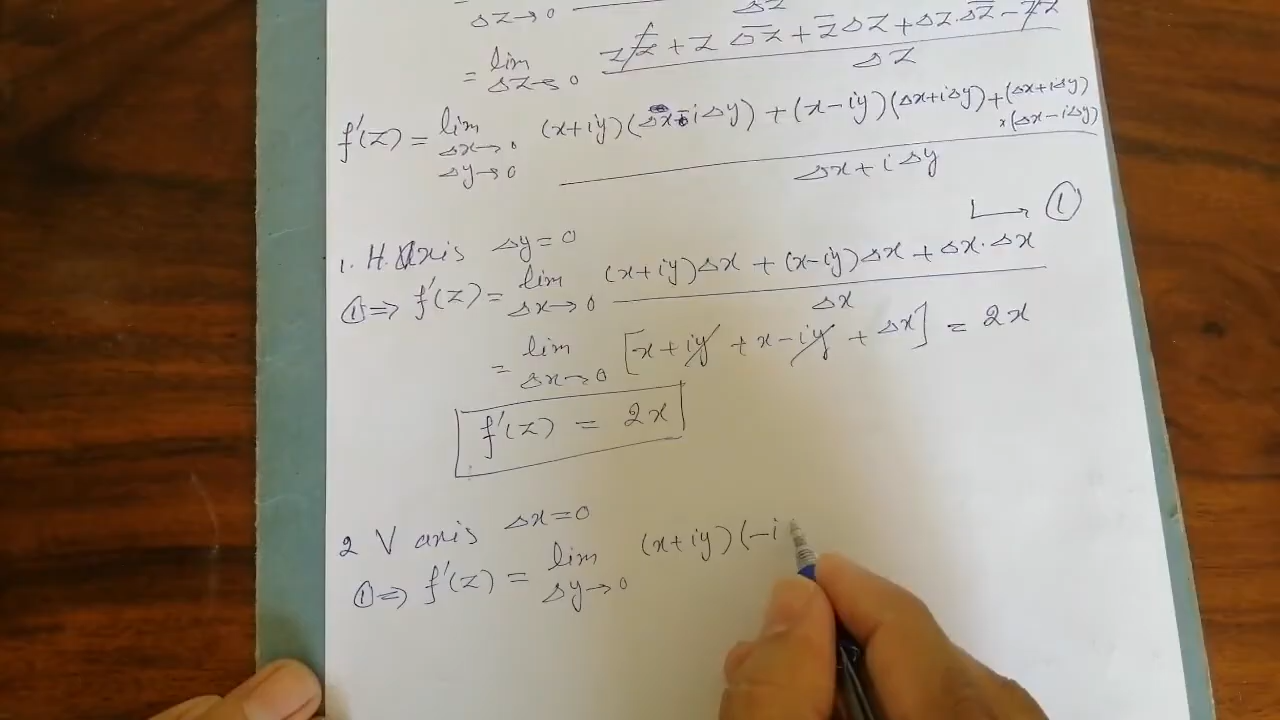 Δz→0 Δz
= lim Δz→0 z z̄ + z Δz̄ + z̄ Δz + Δz·Δz̄ − z z̄
Δz
f'(z) = lim Δx→0 Δy→0 (x+iy)(Δx−iΔy) + (x−iy)(Δx+iΔy) + (Δx+iΔy) ×(Δx−iΔy)
Δx + iΔy
→ ①
1. H. Axis Δy = 0
①⇒ f'(z) = lim Δx→0 (x+iy)Δx + (x−iy)Δx + Δx·Δx
Δx
= lim Δx→0 [x + iy + x − iy + Δx] = 2x
f'(z) = 2x
2 V axis Δx=0
①⇒ f'(z) = lim Δy→0 (x+iy)(−i